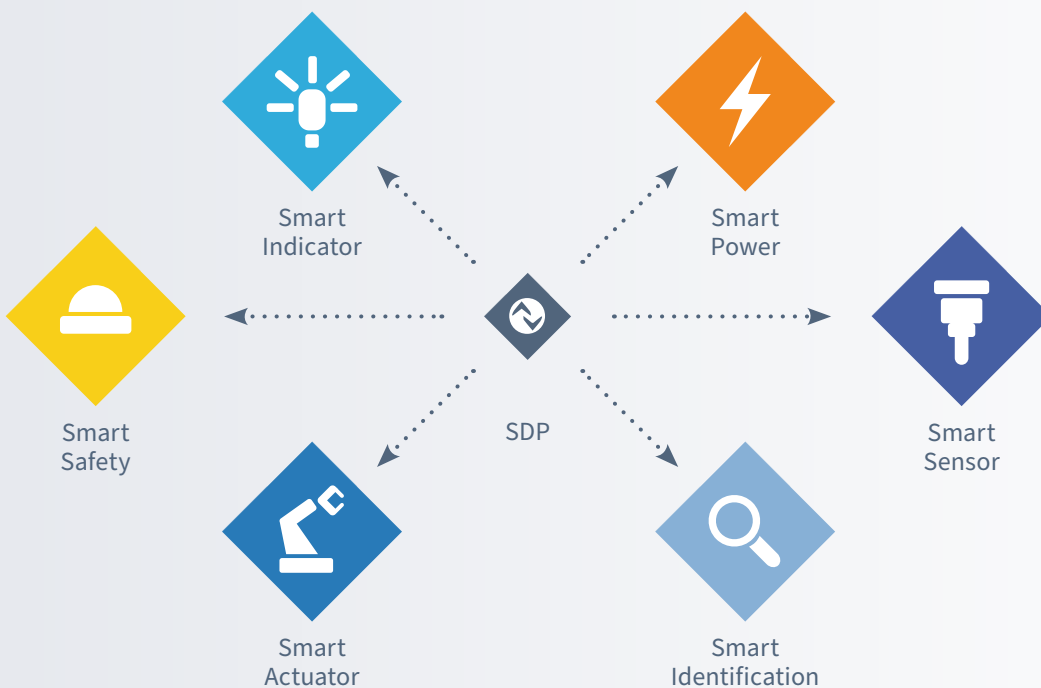 Smart
Indicator
Smart
Power
Smart
Safety
SDP
Smart
Sensor
Smart
Actuator
Smart
Identification